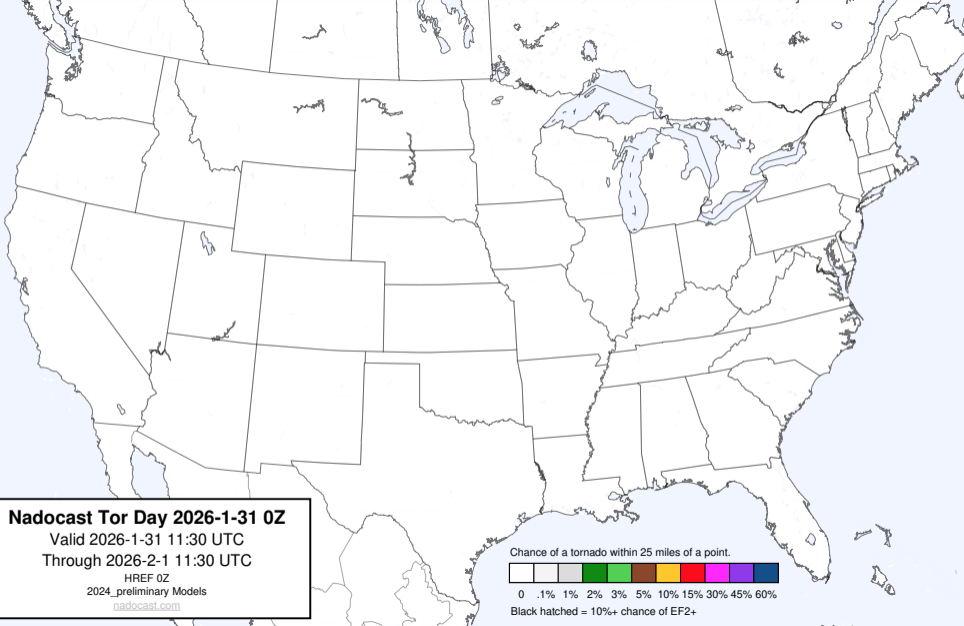 Nadocast Tor Day 2026-1-31 0Z
Valid 2026-1-31 11:30 UTC
Through 2026-2-1 11:30 UTC
HREF 0Z
2024_preliminary Models
nadocast.com
Chance of a tornado within 25 miles of a point.
0 .1% 1% 2% 3% 5% 10% 15% 30% 45% 60%
Black hatched = 10%+ chance of EF2+